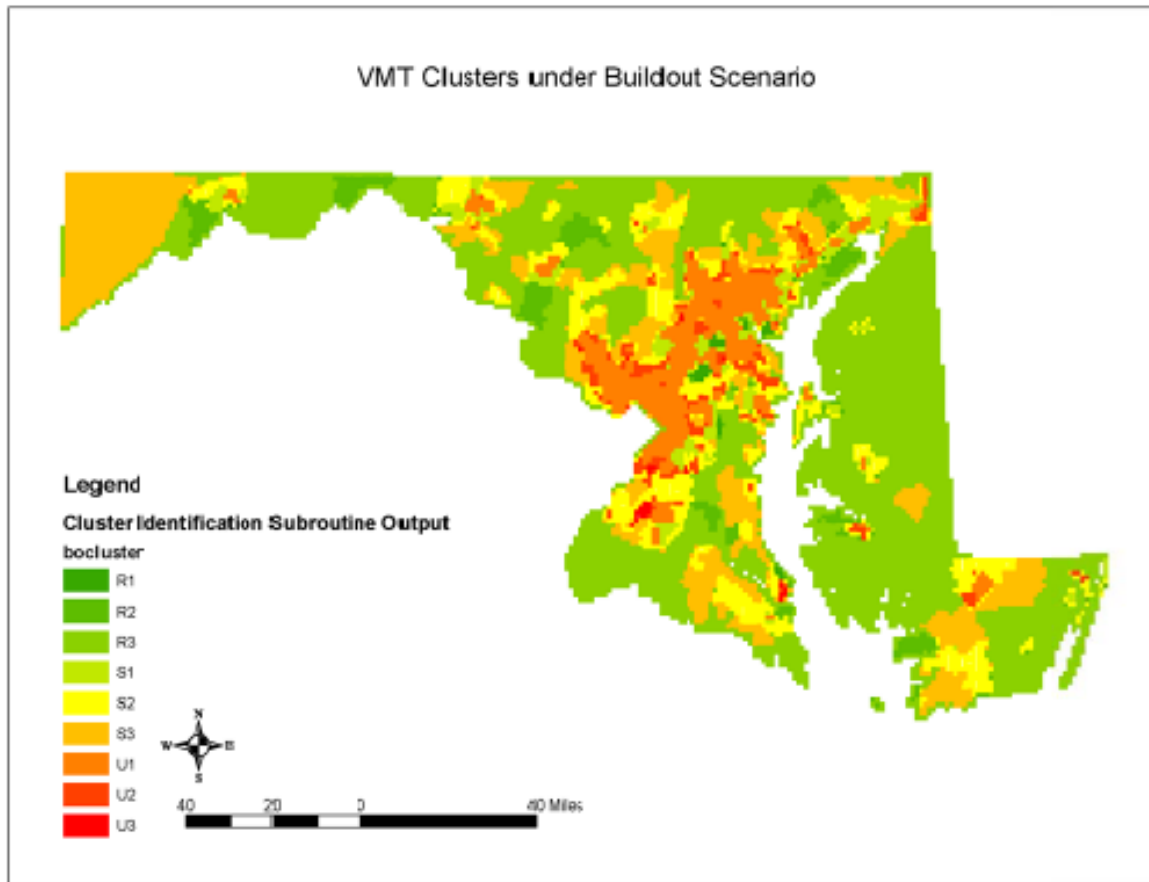 VMT Clusters under Buildout Scenario
Legend
Cluster Identification Subroutine Output
bocluster
R1
R2
R3
S1
S2
S3
U1
U2
U3
N
W E
S
40 20 0 40 Miles